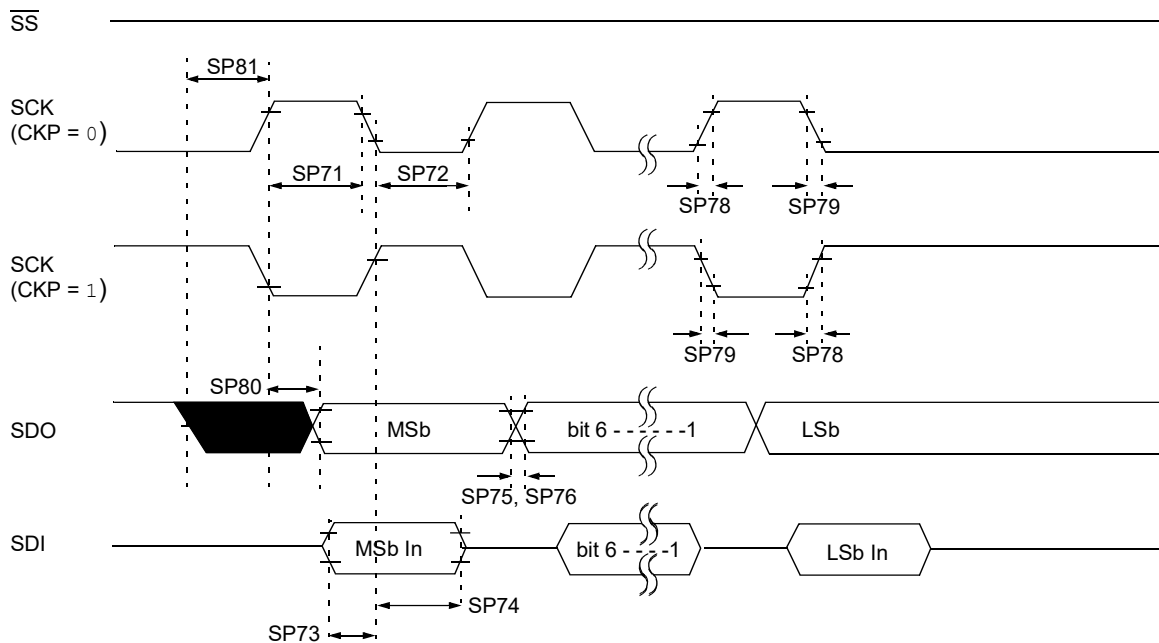 SS
SP81
SCK
(CKP = 0)
SP71
SP72
SP78
SP79
SCK
(CKP = 1)
SP79
SP78
SP80
SDO
MSb
bit 6 - - - - - - -1
LSb
SP75, SP76
SDI
MSb In
bit 6 - - - - - -1
LSb In
SP74
SP73